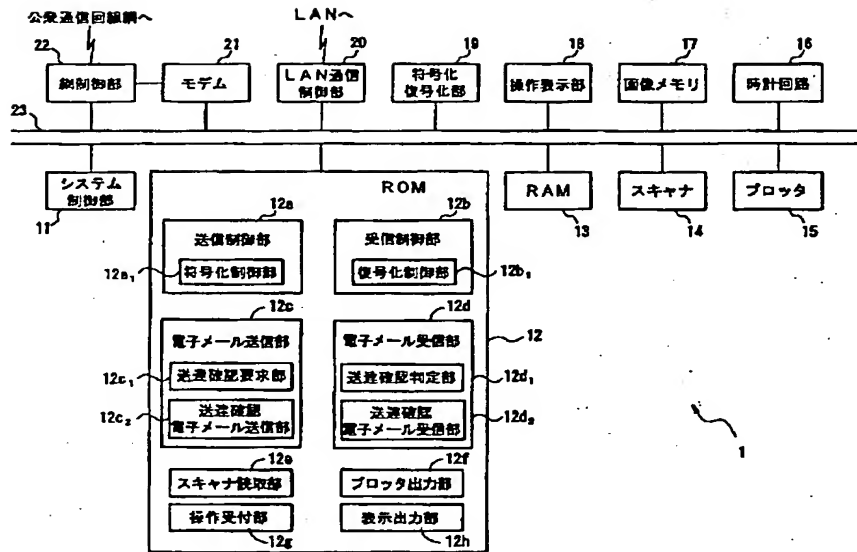 公衆通信回線網へ
LANへ
22
21
20
19
18
17
16
網制御部
モデム
LAN通信
制御部
符号化
復号化部
操作表示部
画像メモリ
時計回路
23
システム
制御部
11
ROM
RAM
13
スキャナ
14
プロッタ
15
12a
送信制御部
12a1
符号化制御部
12b
受信制御部
復号化制御部
12b1
12c
電子メール送信部
12c1
送達確認要求部
12c2
送達確認
電子メール送信部
12d
電子メール受信部
12
送達確認判定部
12d1
送達確認
電子メール受信部
12d2
1
12e
スキャナ読取部
12f
プロッタ出力部
操作受付部
12g
表示出力部
12h